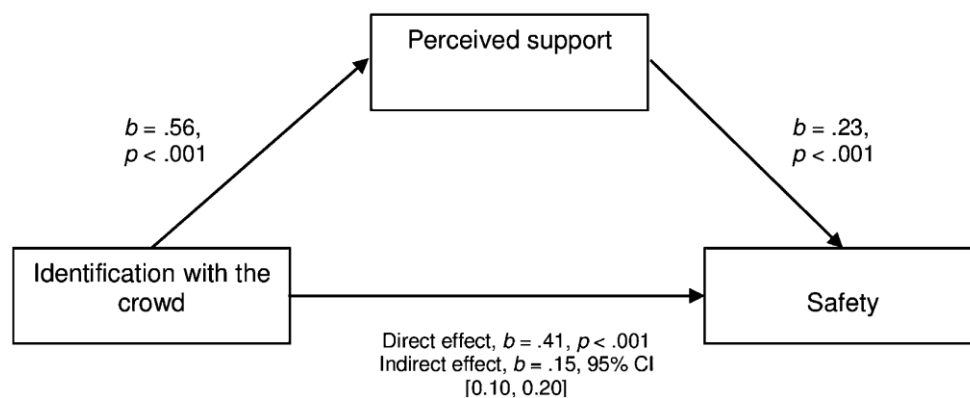 Perceived support
b = .56,
p < .001
b = .23,
p < .001
Identification with the
crowd
Safety
Direct effect, b = .41, p < .001
Indirect effect, b = .15, 95% CI
[0.10, 0.20]